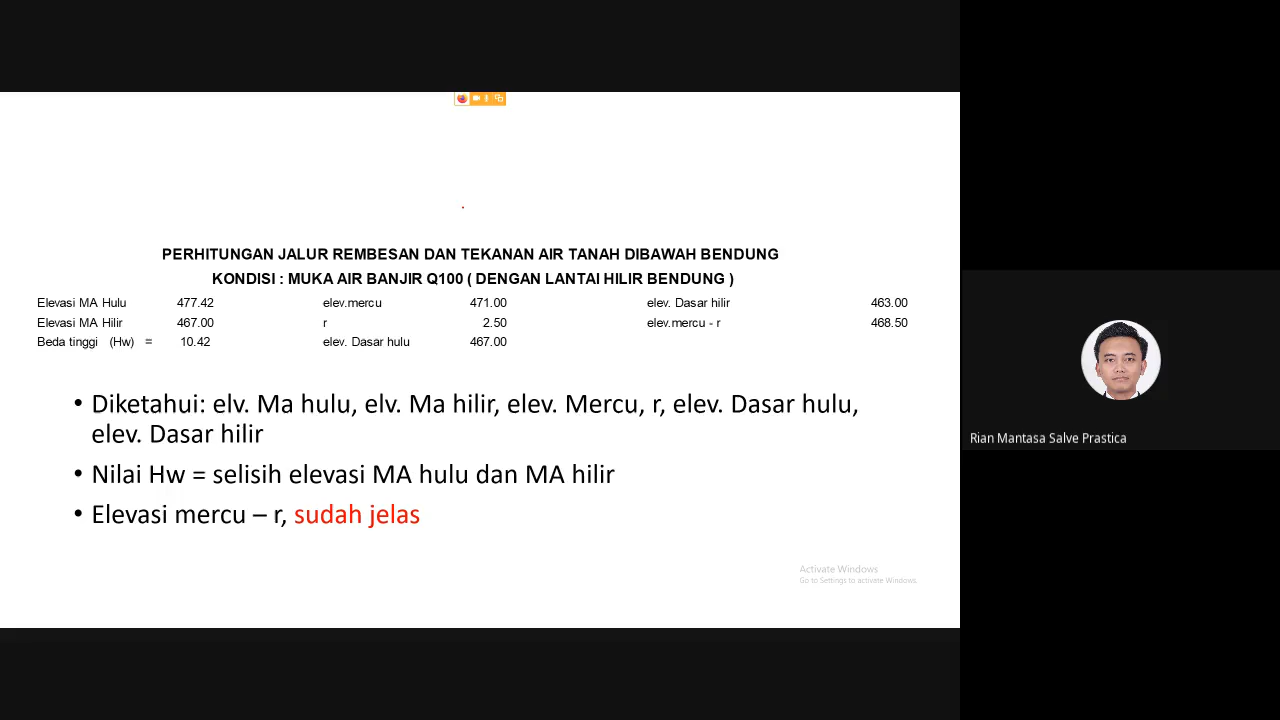 PERHITUNGAN JALUR REMBESAN DAN TEKANAN AIR TANAH DIBAWAH BENDUNG
KONDISI : MUKA AIR BANJIR Q100 ( DENGAN LANTAI HILIR BENDUNG )
Elevasi MA Hulu 477.42 elev.mercu 471.00 elev. Dasar hilir 463.00
Elevasi MA Hilir 467.00 r 2.50 elev.mercu - r 468.50
Beda tinggi (Hw) = 10.42 elev. Dasar hulu 467.00
• Diketahui: elv. Ma hulu, elv. Ma hilir, elev. Mercu, r, elev. Dasar hulu,
elev. Dasar hilir
• Nilai Hw = selisih elevasi MA hulu dan MA hilir
• Elevasi mercu – r, sudah jelas
Activate Windows
Go to Settings to activate Windows.
Rian Mantasa Salve Prastica